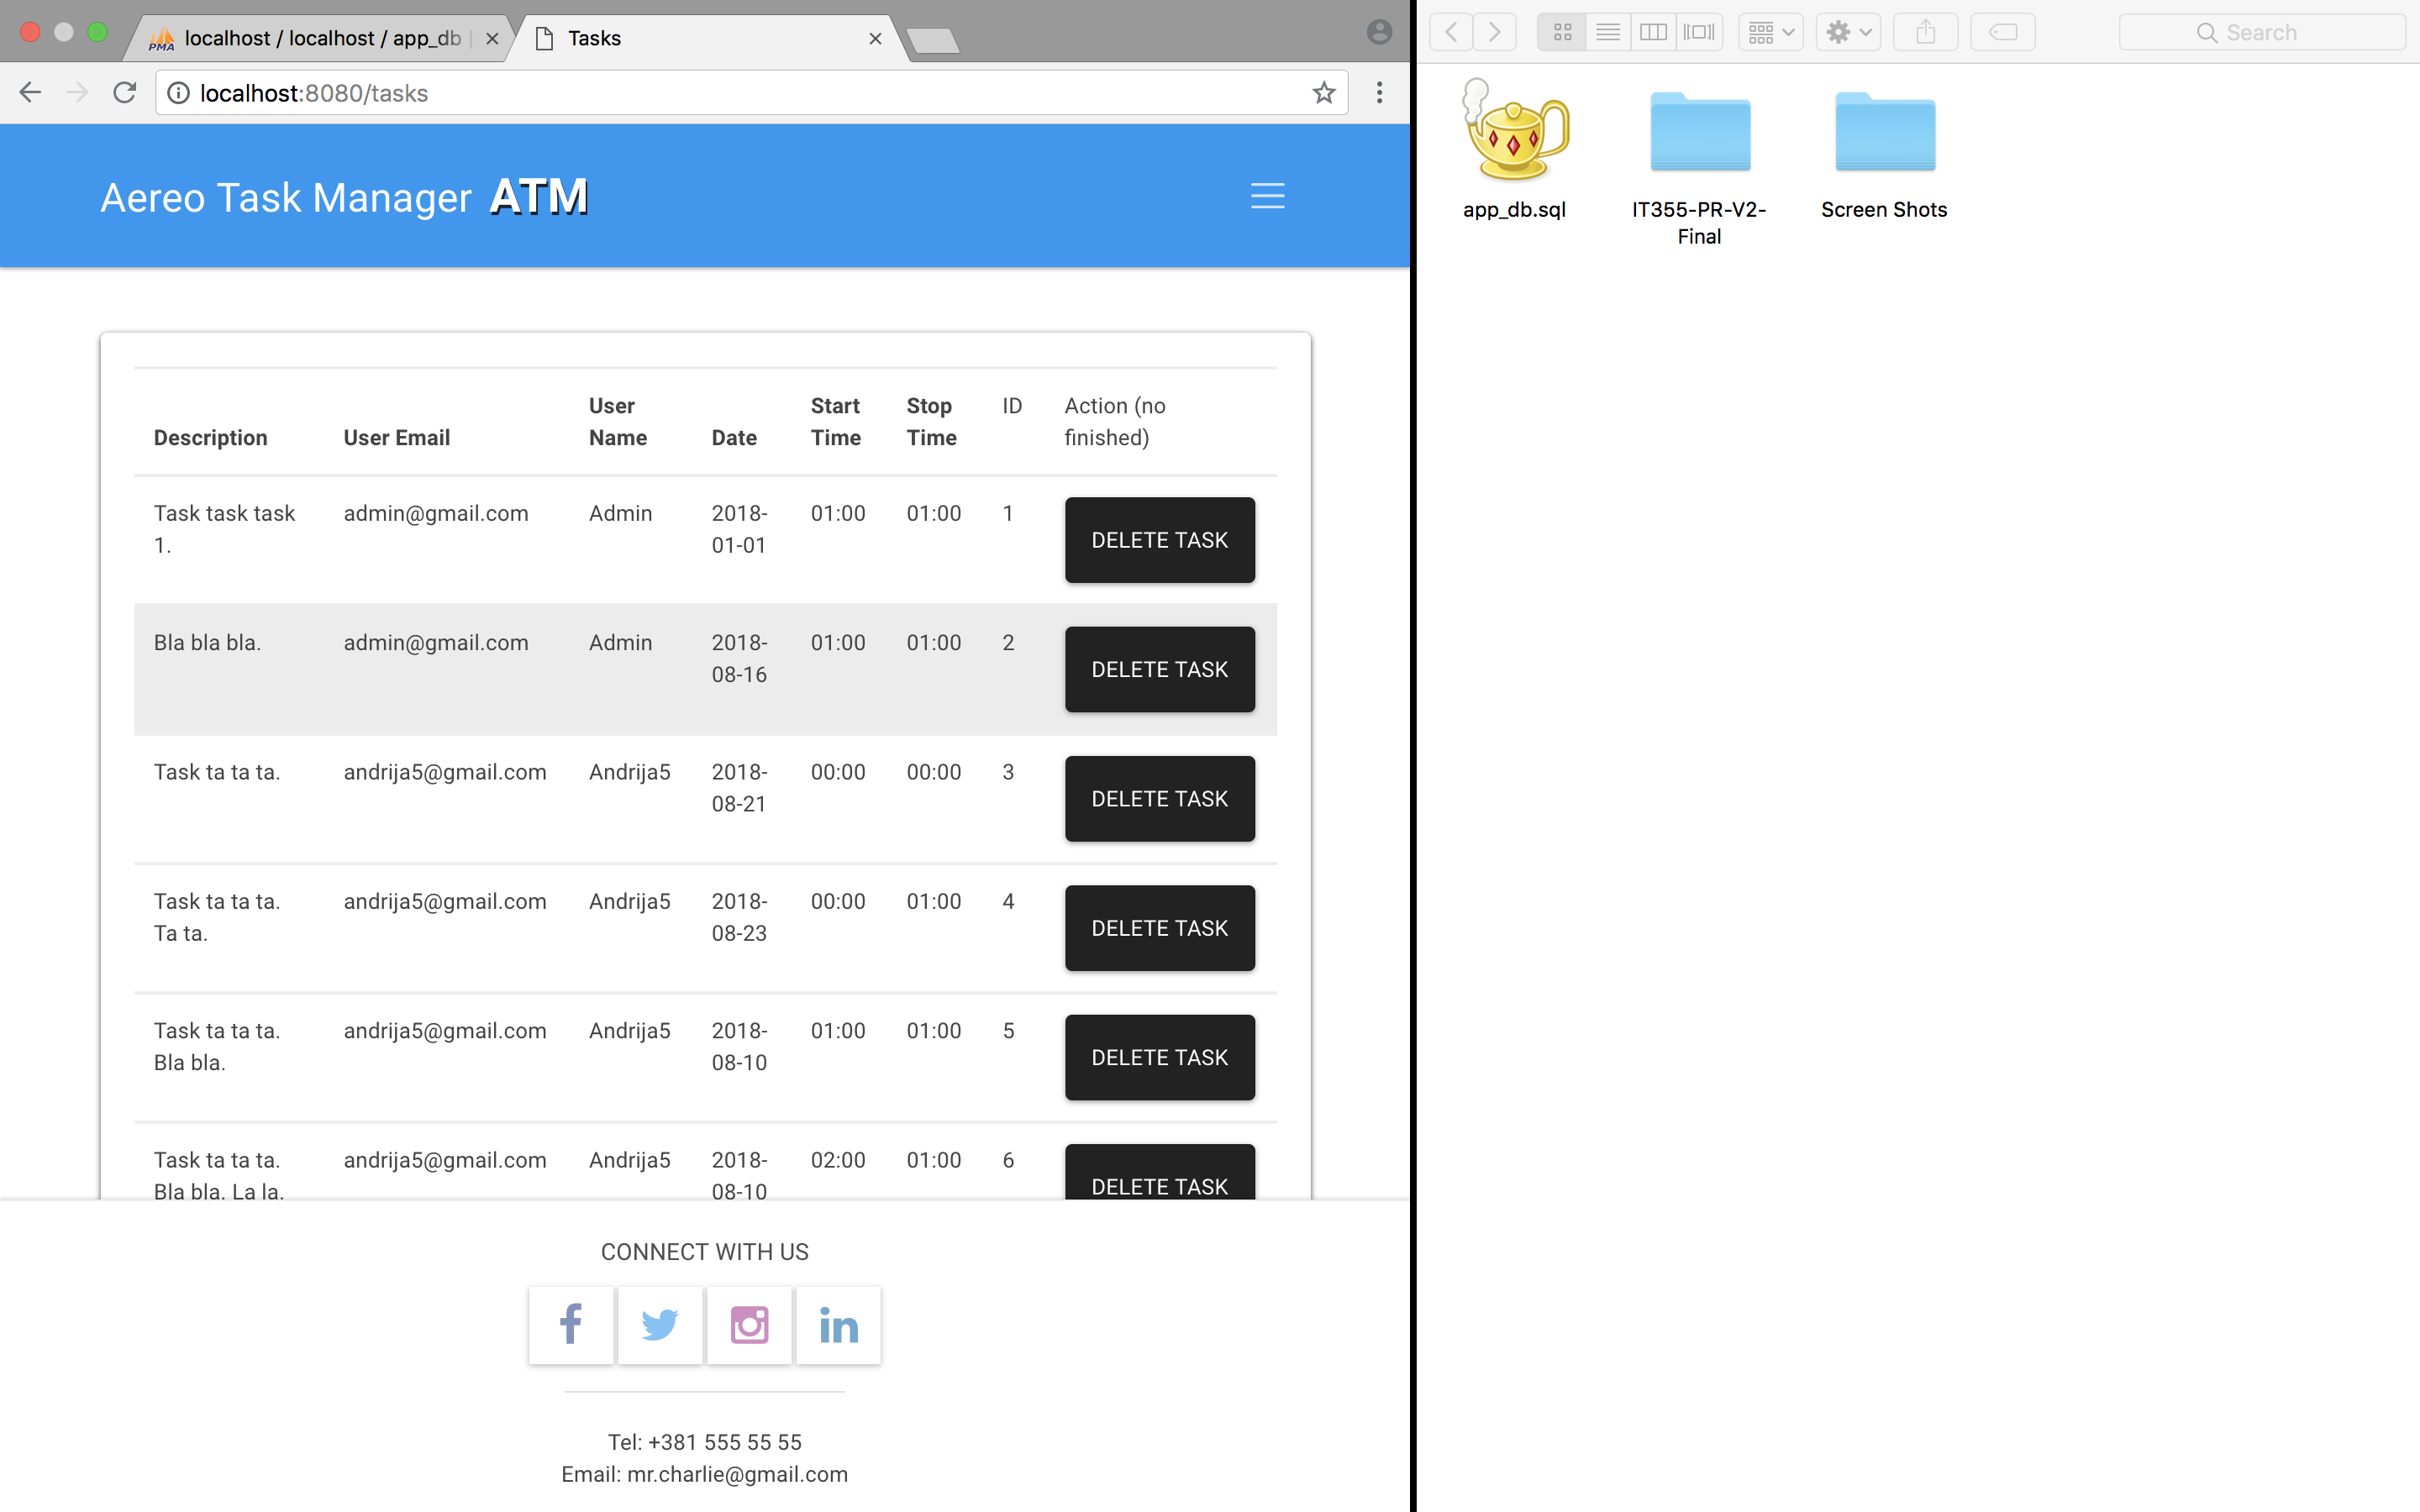 localhost / localhost / app_db |
Tasks
localhost:8080/tasks
Search
Aereo Task Manager ATM
app_db.sql
IT355-PR-V2-
Final
Screen Shots
Description User Email User Name Date Start Time Stop Time ID Action (no finished)
Task task task 1. admin@gmail.com Admin 2018-01-01 01:00 01:00 1 DELETE TASK
Bla bla bla. admin@gmail.com Admin 2018-08-16 01:00 01:00 2 DELETE TASK
Task ta ta ta. andrija5@gmail.com Andrija5 2018-08-21 00:00 00:00 3 DELETE TASK
Task ta ta ta. Ta ta. andrija5@gmail.com Andrija5 2018-08-23 00:00 01:00 4 DELETE TASK
Task ta ta ta. Bla bla. andrija5@gmail.com Andrija5 2018-08-10 01:00 01:00 5 DELETE TASK
Task ta ta ta. Bla bla. La la. andrija5@gmail.com Andrija5 2018-08-10 02:00 01:00 6 DELETE TASK
CONNECT WITH US
Tel: +381 555 55 55
Email: mr.charlie@gmail.com